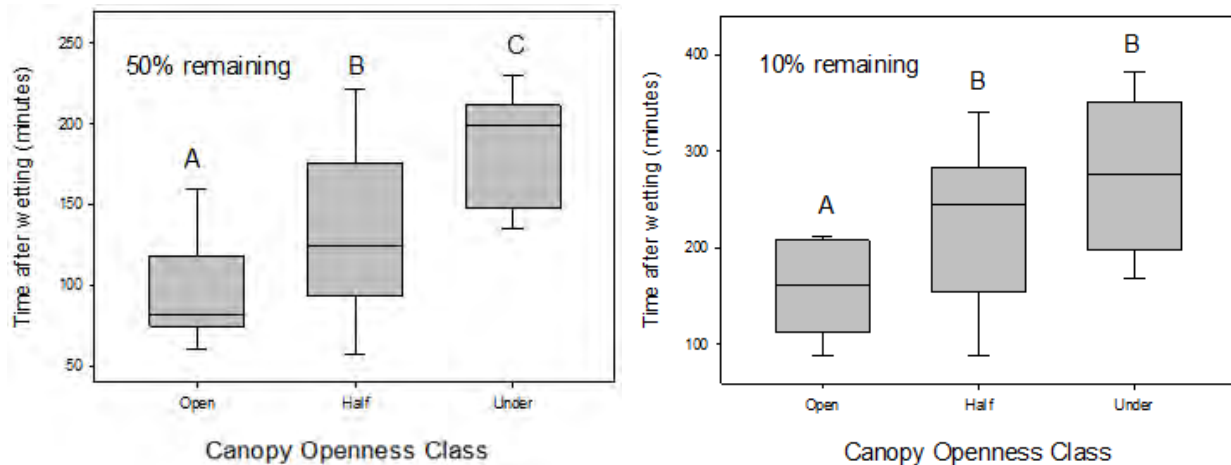 Time after wetting (minutes)
250
200
150
100
50
50% remaining
A
B
C
Open
Half
Under
Canopy Openness Class
Time after wetting (minutes)
400
300
200
100
10% remaining
A
B
B
Open
Half
Under
Canopy Openness Class